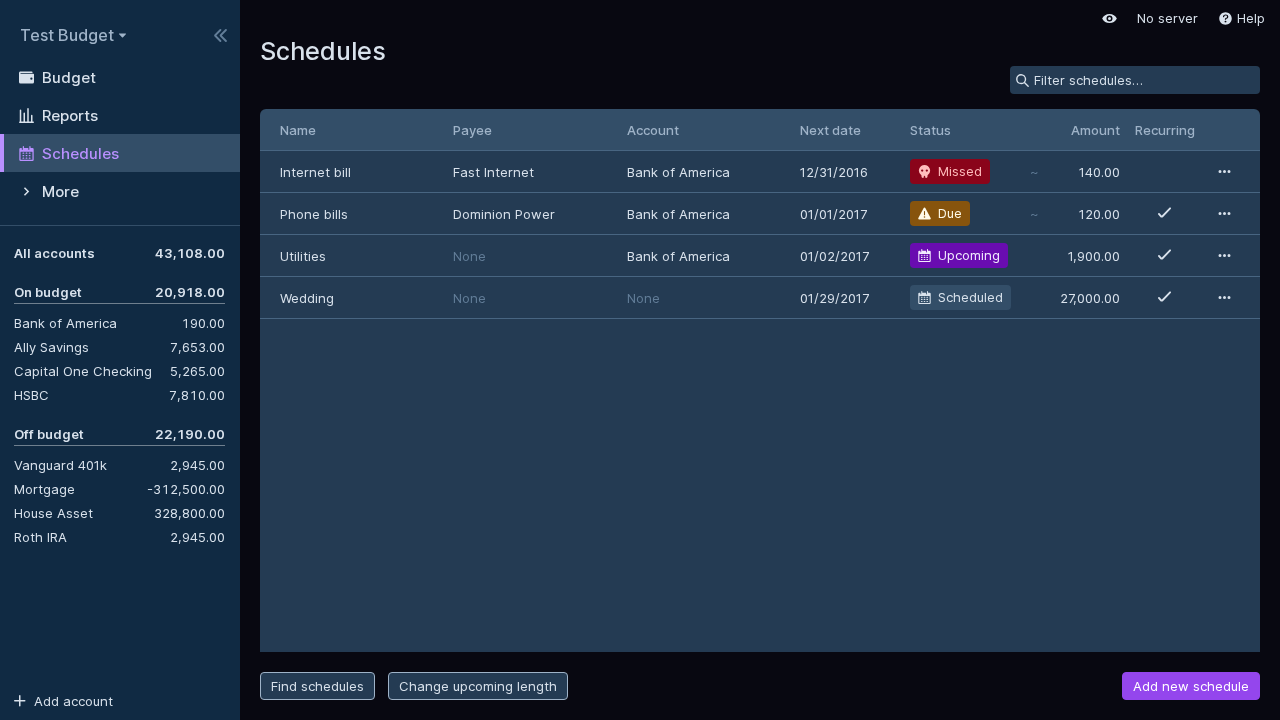 Test Budget
Budget
Reports
Schedules
More
All accounts 43,108.00
On budget 20,918.00
Bank of America 190.00
Ally Savings 7,653.00
Capital One Checking 5,265.00
HSBC 7,810.00
Off budget 22,190.00
Vanguard 401k 2,945.00
Mortgage -312,500.00
House Asset 328,800.00
Roth IRA 2,945.00
Add account
No server Help
Schedules
Filter schedules...
Name Payee Account Next date Status Amount Recurring
Internet bill Fast Internet Bank of America 12/31/2016 Missed ~ 140.00
Phone bills Dominion Power Bank of America 01/01/2017 Due ~ 120.00
Utilities None Bank of America 01/02/2017 Upcoming 1,900.00
Wedding None None 01/29/2017 Scheduled 27,000.00
Find schedules Change upcoming length Add new schedule